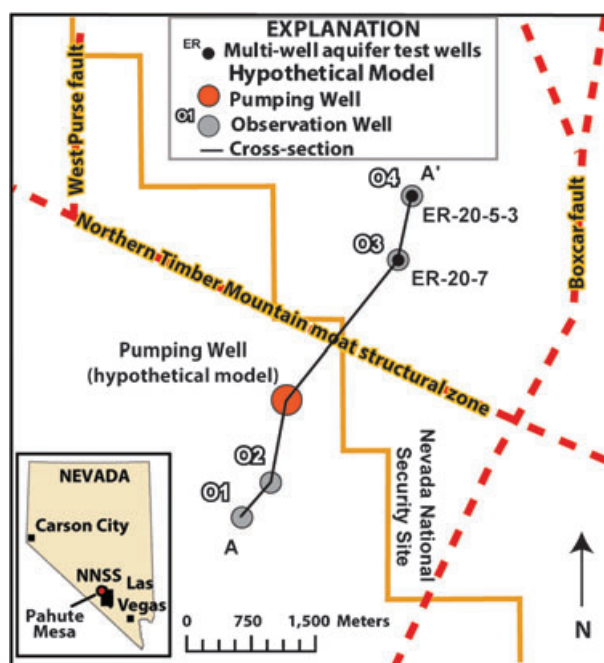 EXPLANATION
ER
Multi-well aquifer test wells
Hypothetical Model
Pumping Well
O1
Observation Well
Cross-section
West Purse fault
Northern Timber Mountain moat structural zone
Boxcar fault
O4
A'
ER-20-5-3
O3
ER-20-7
Pumping Well
(hypothetical model)
O2
O1
A
Nevada National
Security Site
NEVADA
Carson City
NNSS
Las
Vegas
Pahute
Mesa
0 750 1,500 Meters
N